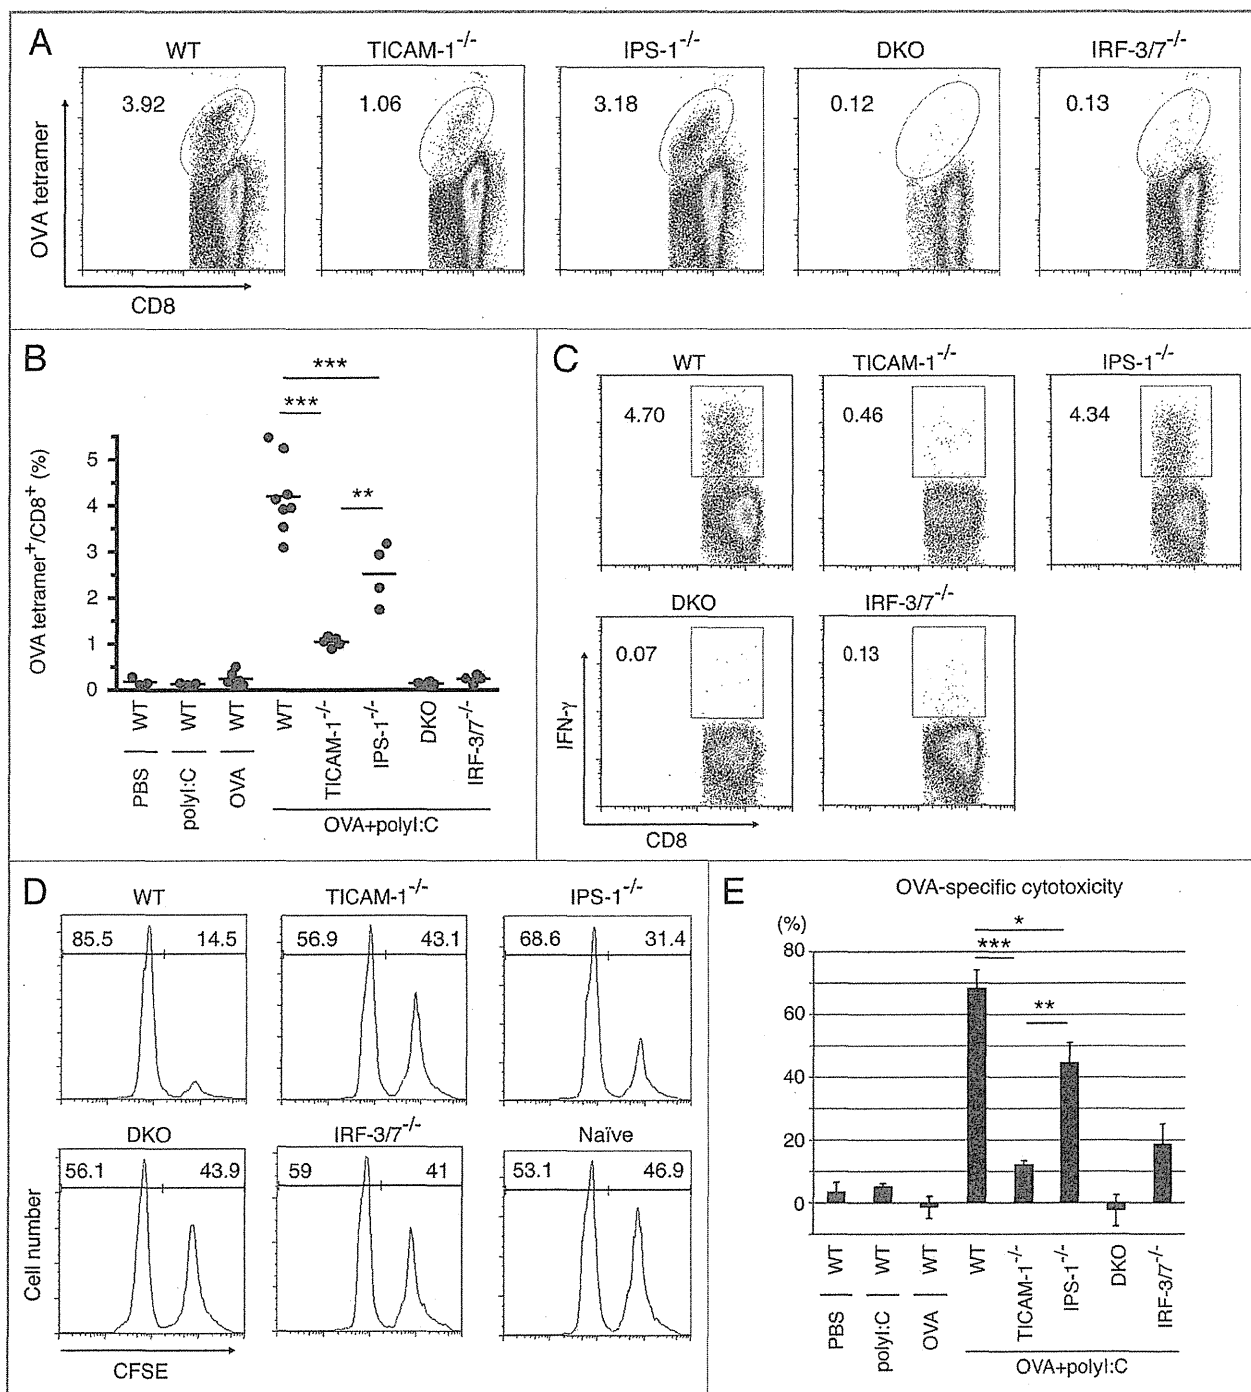 A
WT
TICAM-1-/-
IPS-1-/-
DKO
IRF-3/7-/-
3.92
1.06
3.18
0.12
0.13
OVA tetramer
CD8
B
***
***
**
OVA tetramer+/CD8+ (%)
5
4
3
2
1
0
WT
WT
WT
WT
TICAM-1-/-
IPS-1-/-
DKO
IRF-3/7-/-
PBS
polyI:C
OVA
OVA+polyI:C
C
WT
TICAM-1-/-
IPS-1-/-
4.70
0.46
4.34
DKO
IRF-3/7-/-
0.07
0.13
IFN-γ
CD8
D
WT
TICAM-1-/-
IPS-1-/-
85.5 14.5
56.9 43.1
68.6 31.4
DKO
IRF-3/7-/-
Naïve
56.1 43.9
59 41
53.1 46.9
Cell number
CFSE
E
OVA-specific cytotoxicity
(%)
*
***
**
80
60
40
20
0
WT
WT
WT
WT
TICAM-1-/-
IPS-1-/-
DKO
IRF-3/7-/-
PBS
polyI:C
OVA
OVA+polyI:C